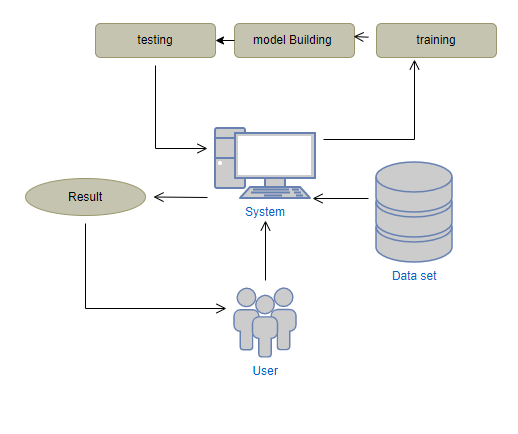 testing
model Building
training
Result
System
Data set
User